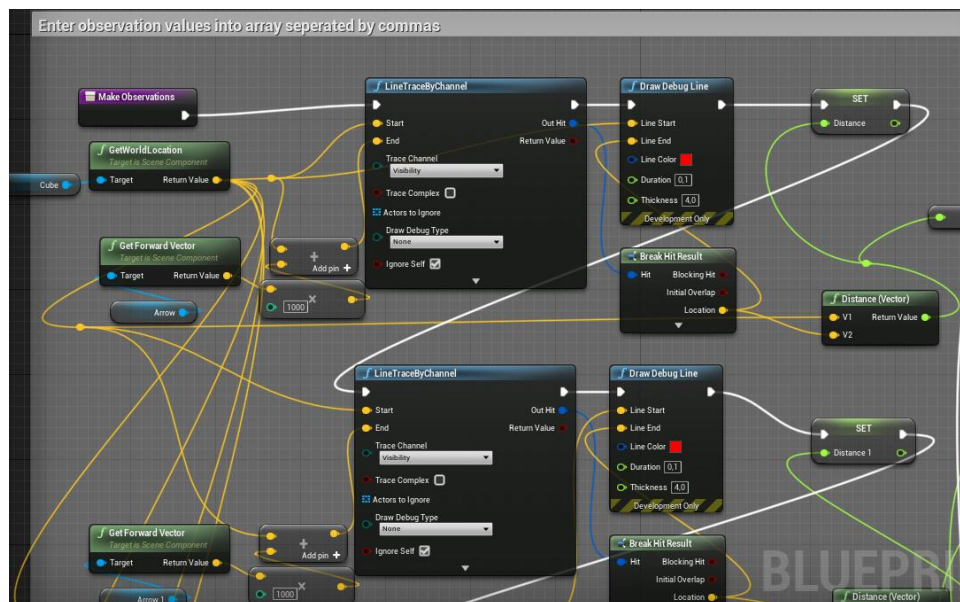 Enter observation values into array seperated by commas
Make Observations
f LineTraceByChannel
Start
End
Out Hit
Return Value
Trace Channel
Visibility
Trace Complex
Actors to Ignore
Draw Debug Type
None
Ignore Self
f Draw Debug Line
Line Start
Line End
Line Color
Duration 0,1
Thickness 4,0
Development Only
SET
Distance
f GetWorldLocation
Target is Scene Component
Cube
Target Return Value
f Get Forward Vector
Target is Scene Component
Target Return Value
Arrow
+
Add pin +
1000 ×
Break Hit Result
Hit Blocking Hit
Initial Overlap
Location
f Distance (Vector)
V1 Return Value
V2
f LineTraceByChannel
Start
End
Out Hit
Return Value
Trace Channel
Visibility
Trace Complex
Actors to Ignore
Draw Debug Type
None
Ignore Self
f Draw Debug Line
Line Start
Line End
Line Color
Duration 0,1
Thickness 4,0
Development Only
SET
Distance 1
f Get Forward Vector
Target is Scene Component
Target Return Value
Arrow 1
+
Add pin +
1000 ×
Break Hit Result
Hit Blocking Hit
Initial Overlap
Location
f Distance (Vector)
BLUEPRI